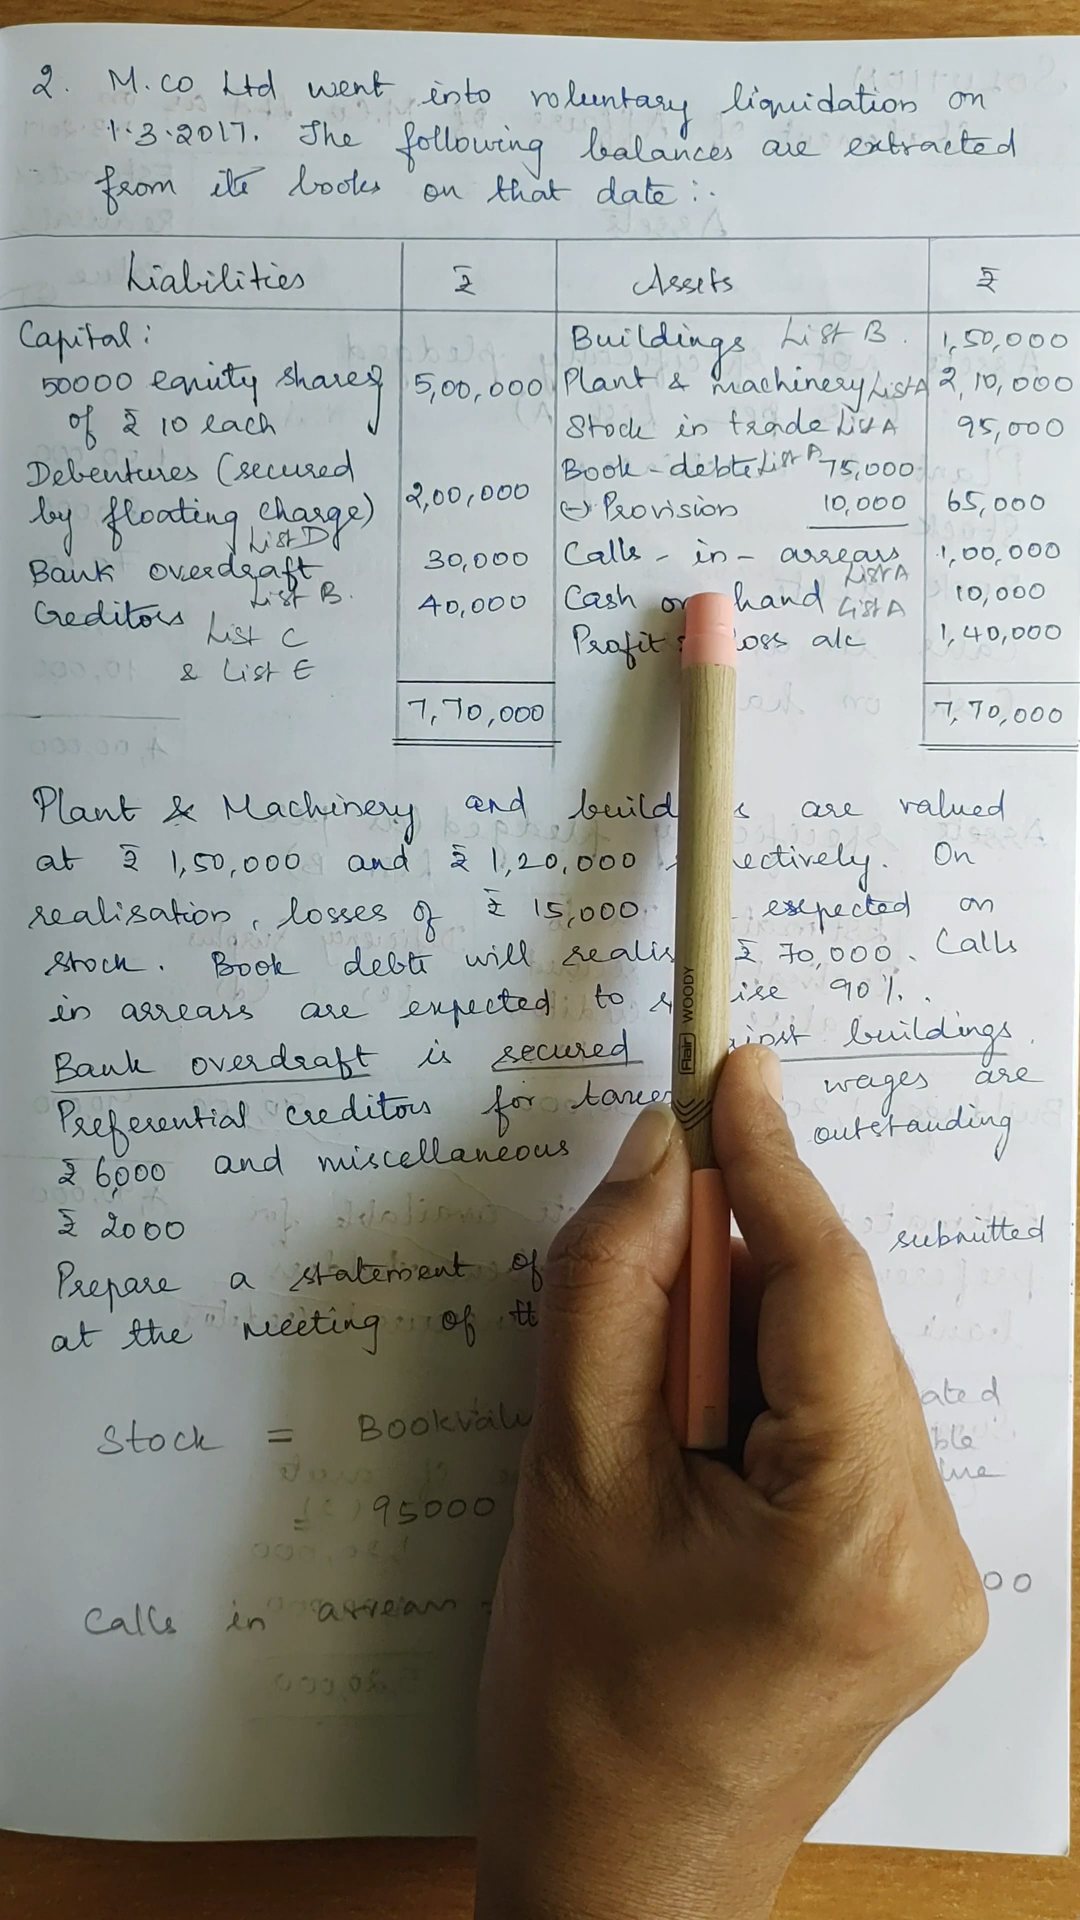 2. M.co Ltd went into voluntary liquidation on
1.3.2017. The following balances are extracted
from its books on that date :-
Liabilities ₹ Assets ₹
Capital: Buildings List B. 1,50,000
50000 equity shares 5,00,000 Plant & machinery List A 2,10,000
of ₹ 10 each Stock in trade List A 95,000
Debentures (secured Book-debts List A 75,000
by floating charge) 2,00,000 (-) Provision 10,000 65,000
List D
Bank overdraft 30,000 Calls-in-arrears 1,00,000
List B. List A
Creditors 40,000 Cash on hand List A 10,000
List C Profit loss a/c 1,40,000
& List E
7,70,000 7,70,000
Plant & Machinery and are valued
at ₹ 1,50,000 and ₹ 1,20,000 On
realisation, losses of ₹ 15,000 expected on
stock. Book debts will ₹ 70,000. Calls
in arrears are expected to 90%.
Bank overdraft is secured buildings.
Preferential creditors for wages are
₹ 6,000 and miscellaneous outstanding
₹ 2000
Prepare a statement of submitted
at the meeting of
Stock =
= 95000
Calls in arrears =
Flair WOODY